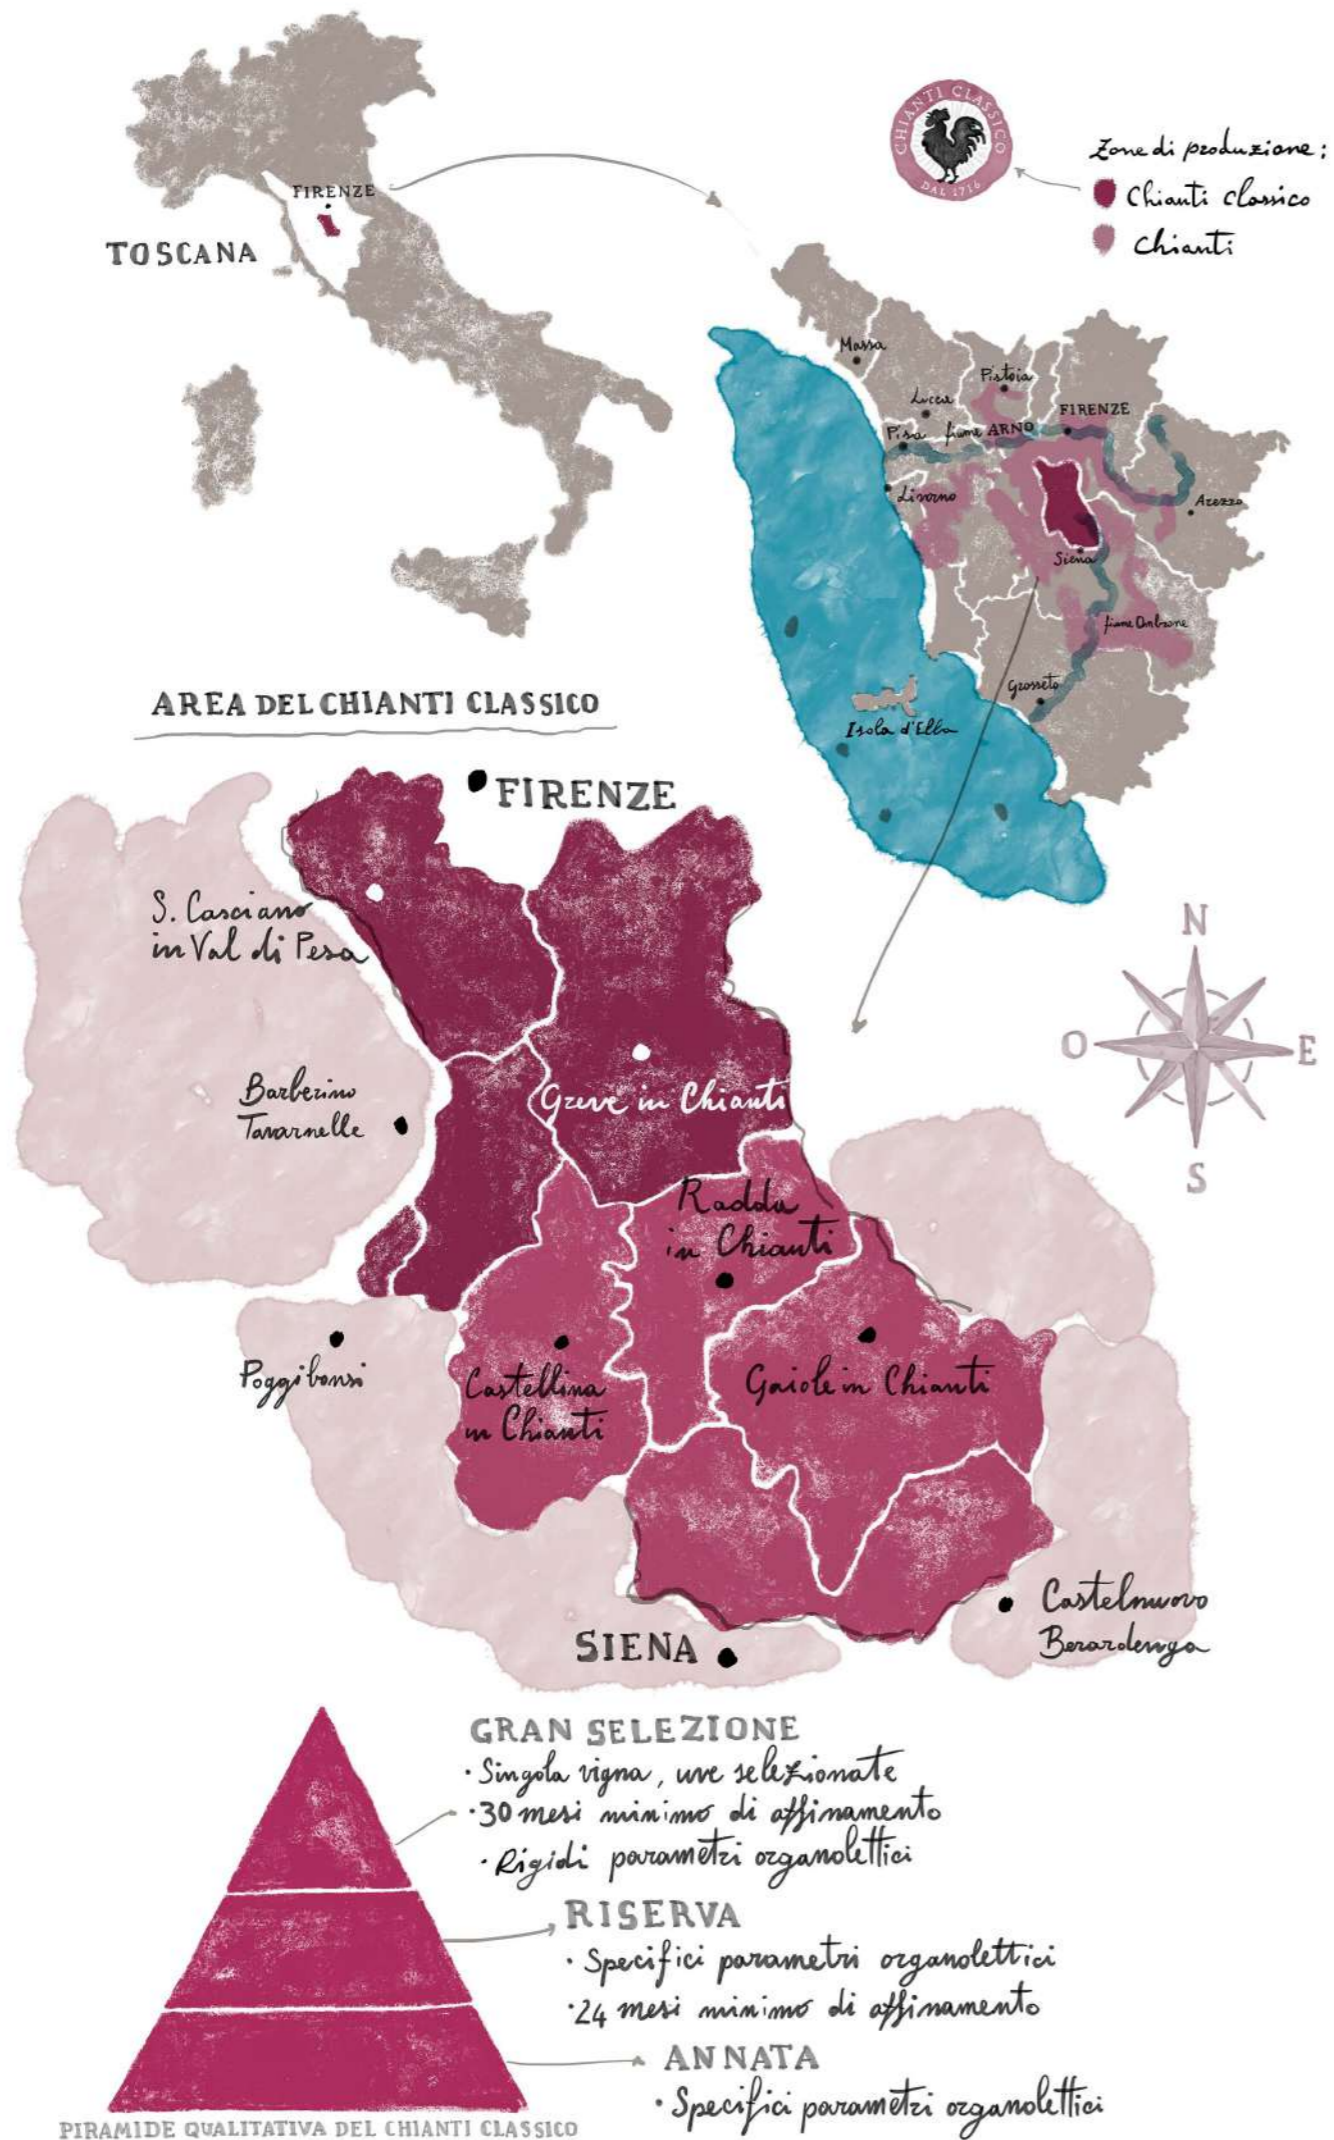 CHIANTI CLASSICO
DAL 1716
Zone di produzione:
Chianti classico
Chianti
FIRENZE
TOSCANA
Massa
Pistoia
Lucca
FIRENZE
Pisa
fiume ARNO
Livorno
Arezzo
Siena
fiume Ombrone
Grosseto
Isola d'Elba
AREA DEL CHIANTI CLASSICO
FIRENZE
S. Casciano
in Val di Pesa
N
O
E
S
Barberino
Tavarnelle
Greve in Chianti
Radda
in Chianti
Poggibonsi
Castellina
in Chianti
Gaiole in Chianti
Castelnuovo
Berardenga
SIENA
GRAN SELEZIONE
· Singola vigna, uve selezionate
· 30 mesi minimo di affinamento
· Rigidi parametri organolettici
RISERVA
· Specifici parametri organolettici
· 24 mesi minimo di affinamento
ANNATA
· Specifici parametri organolettici
PIRAMIDE QUALITATIVA DEL CHIANTI CLASSICO